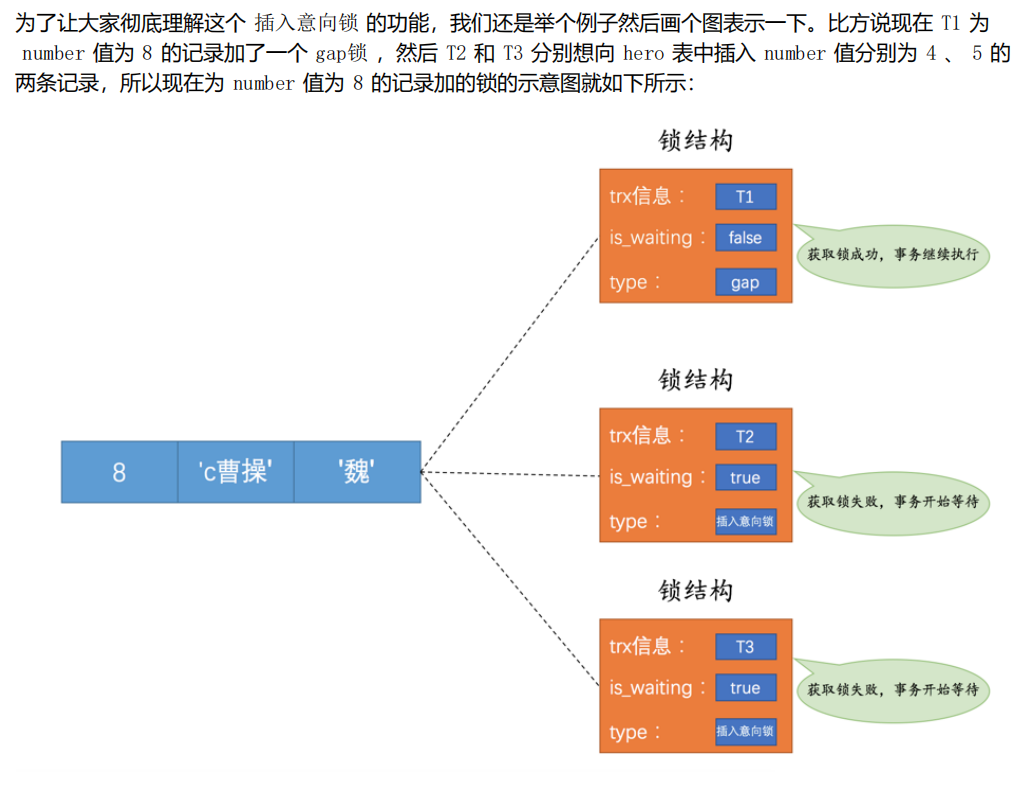 为了让大家彻底理解这个 插入意向锁 的功能，我们还是举个例子然后画个图表示一下。比方说现在 T1 为
number 值为 8 的记录加了一个 gap锁 ，然后 T2 和 T3 分别想向 hero 表中插入 number 值分别为 4 、 5 的
两条记录，所以现在为 number 值为 8 的记录加的锁的示意图就如下所示：
锁结构
trx信息： T1
is_waiting： false
type： gap
获取锁成功，事务继续执行
锁结构
trx信息： T2
is_waiting： true
type： 插入意向锁
获取锁失败，事务开始等待
8 'c曹操' '魏'
锁结构
trx信息： T3
is_waiting： true
type： 插入意向锁
获取锁失败，事务开始等待